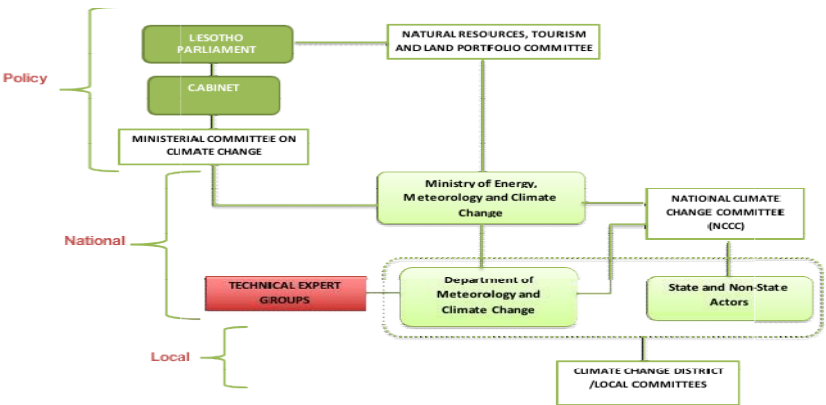 LESOTHO
PARLIAMENT
NATURAL RESOURCES, TOURISM
AND LAND PORTFOLIO COMMITTEE
Policy
CABINET
MINISTERIAL COMMITTEE ON
CLIMATE CHANGE
Ministry of Energy,
Meteorology and Climate
Change
NATIONAL CLIMATE
CHANGE COMMITTEE
(NCCC)
National
TECHNICAL EXPERT
GROUPS
Department of
Meteorology and
Climate Change
State and Non-State
Actors
Local
CLIMATE CHANGE DISTRICT
/LOCAL COMMITTEES